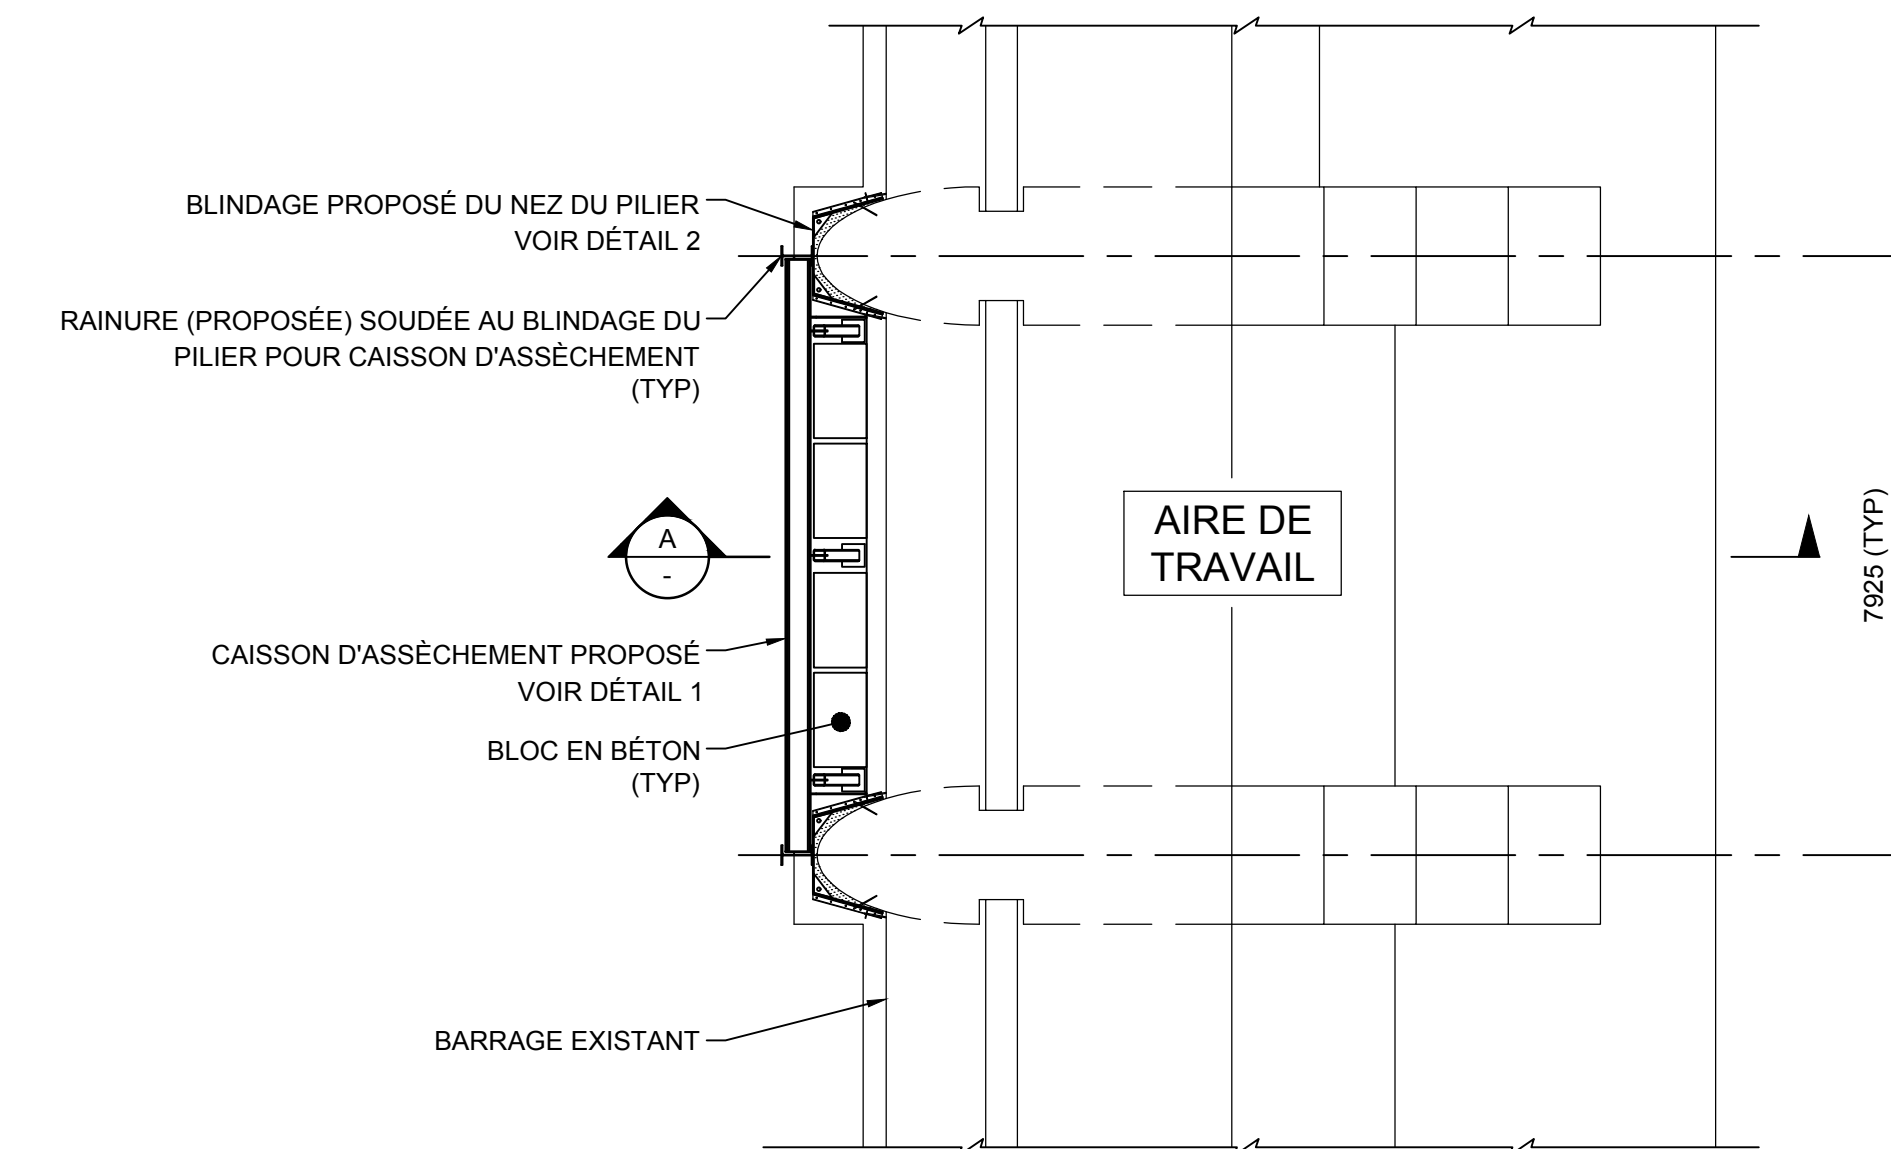 BLINDAGE PROPOSÉ DU NEZ DU PILIER
VOIR DÉTAIL 2
RAINURE (PROPOSÉE) SOUDÉE AU BLINDAGE DU
PILIER POUR CAISSON D'ASSÈCHEMENT
(TYP)
A
-
AIRE DE
TRAVAIL
7925 (TYP)
CAISSON D'ASSÈCHEMENT PROPOSÉ
VOIR DÉTAIL 1
BLOC EN BÉTON
(TYP)
BARRAGE EXISTANT